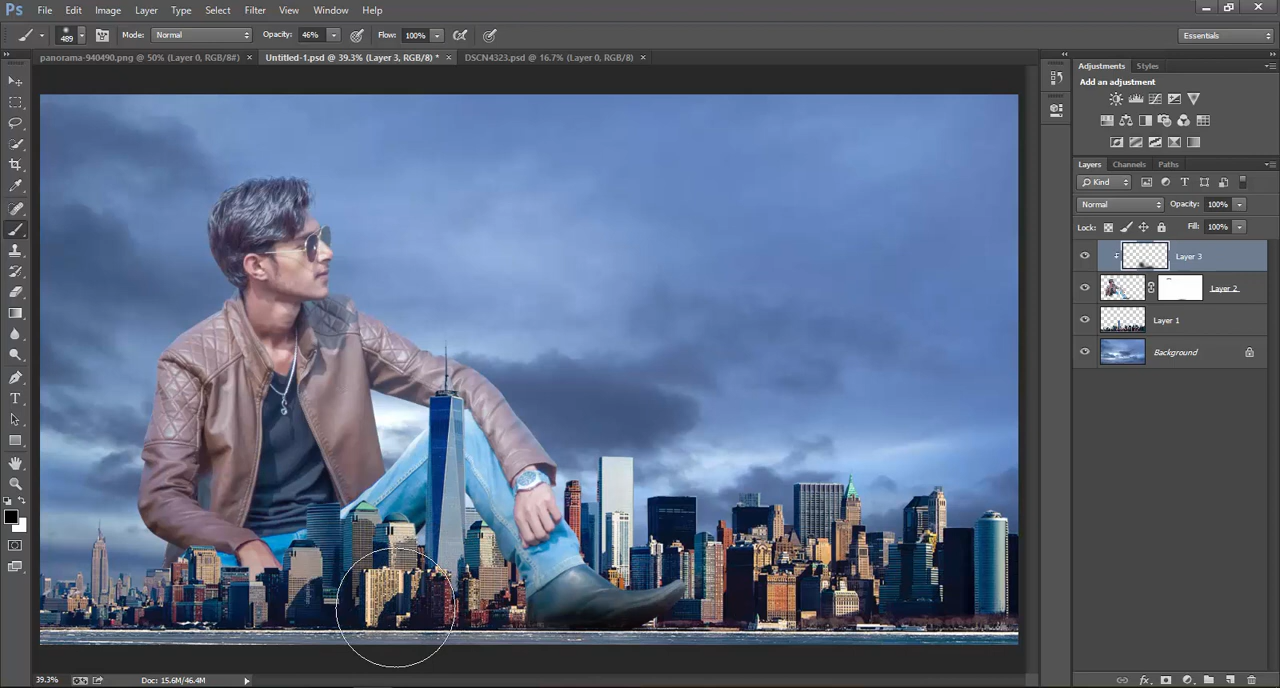 Ps File Edit Image Layer Type Select Filter View Window Help
489 Mode: Normal Opacity: 46% Flow: 100% Essentials
panorama-940490.png @ 50% (Layer 0, RGB/8#) × Untitled-1.psd @ 39.3% (Layer 3, RGB/8) * × DSCN4323.psd @ 16.7% (Layer 0, RGB/8) ×
Adjustments Styles
Add an adjustment
Layers Channels Paths
Kind T
Normal Opacity: 100%
Lock: Fill: 100%
Layer 3
Layer 2
Layer 1
Background
T
39.3% Doc: 15.6M/46.4M
fx